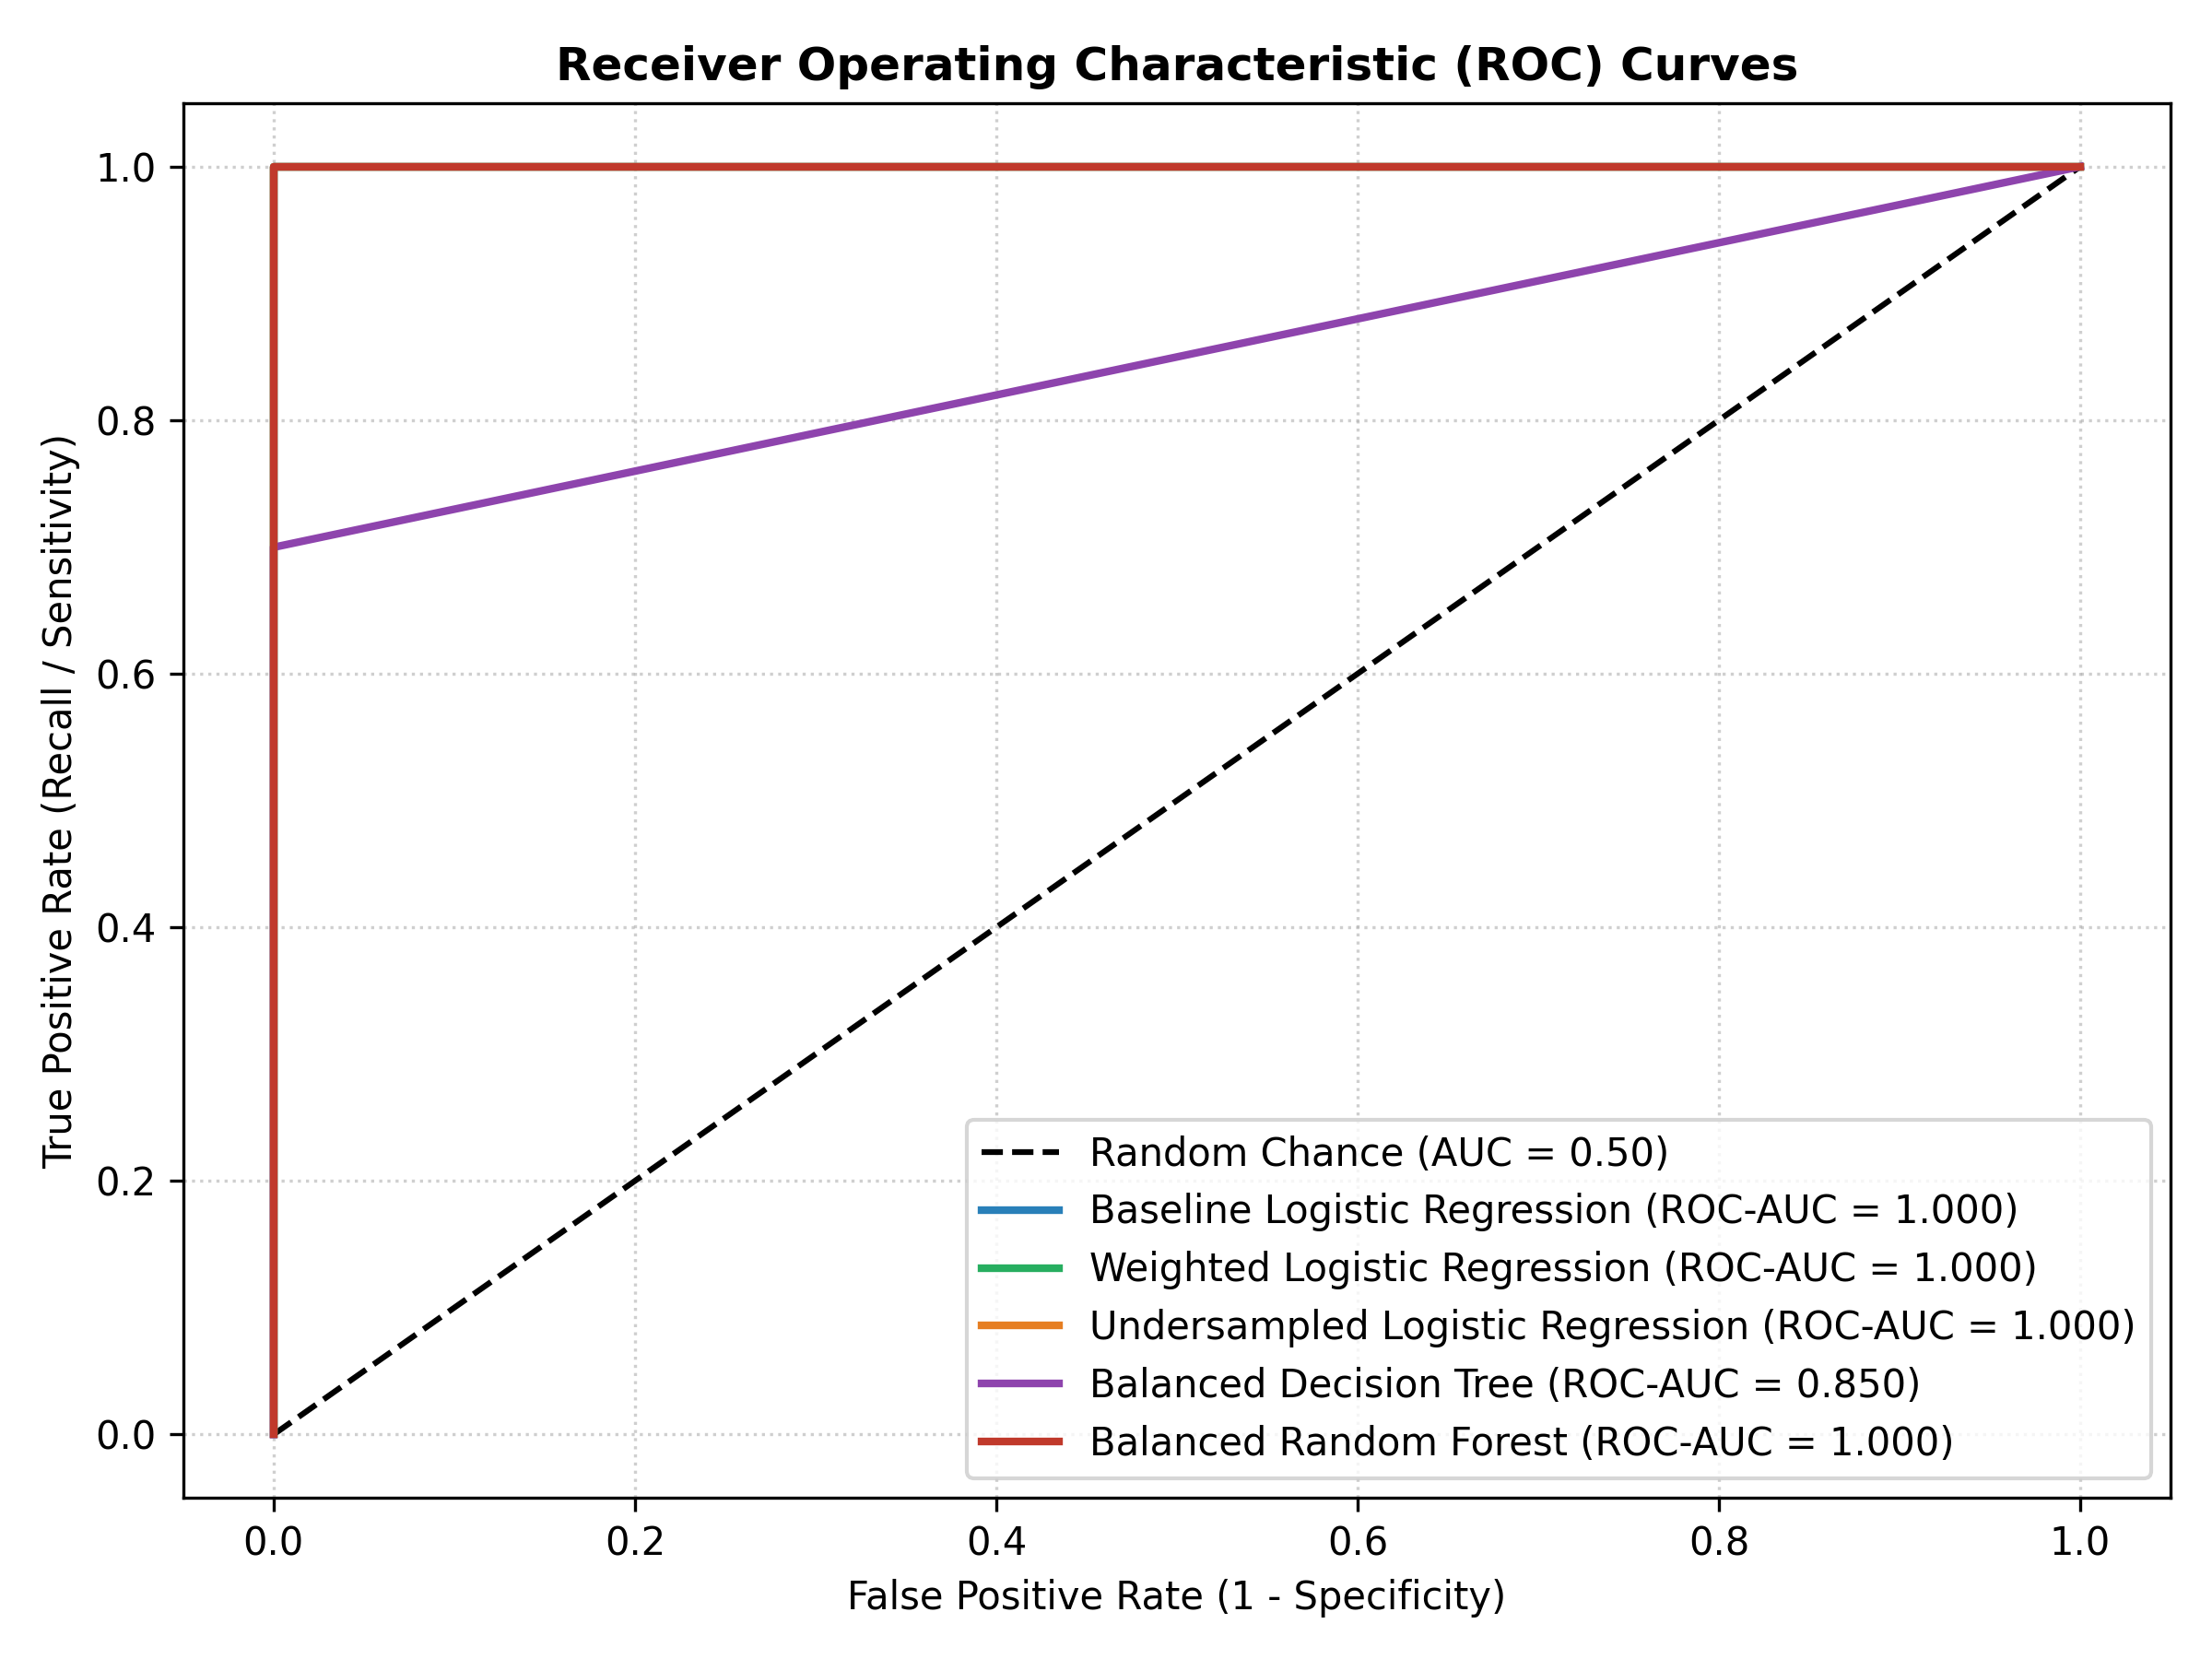 Receiver Operating Characteristic (ROC) Curves
True Positive Rate (Recall / Sensitivity)
1.0
0.8
0.6
0.4
0.2
0.0
Random Chance (AUC = 0.50)
Baseline Logistic Regression (ROC-AUC = 1.000)
Weighted Logistic Regression (ROC-AUC = 1.000)
Undersampled Logistic Regression (ROC-AUC = 1.000)
Balanced Decision Tree (ROC-AUC = 0.850)
Balanced Random Forest (ROC-AUC = 1.000)
0.0 0.2 0.4 0.6 0.8 1.0
False Positive Rate (1 - Specificity)